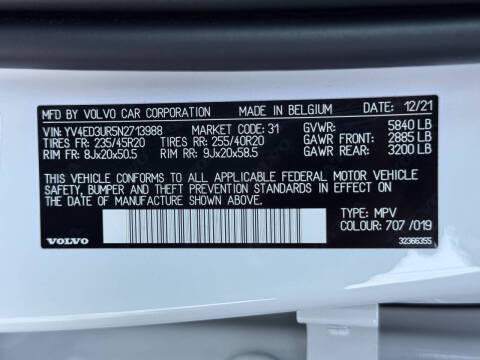 MFD BY VOLVO CAR CORPORATION MADE IN BELGIUM DATE: 12/21
VIN: YV4ED3UR5N2713988 MARKET CODE: 31 GVWR: 5840 LB
TIRES FR: 235/45R20 TIRES RR: 255/40R20 GAWR FRONT: 2885 LB
RIM FR: 8Jx20x50.5 RIM RR: 9Jx20x58.5 GAWR REAR: 3200 LB
THIS VEHICLE CONFORMS TO ALL APPLICABLE FEDERAL MOTOR VEHICLE
SAFETY, BUMPER AND THEFT PREVENTION STANDARDS IN EFFECT ON
THE DATE OF MANUFACTURE SHOWN ABOVE.
TYPE: MPV
COLOUR: 707 /019
VOLVO 32366355